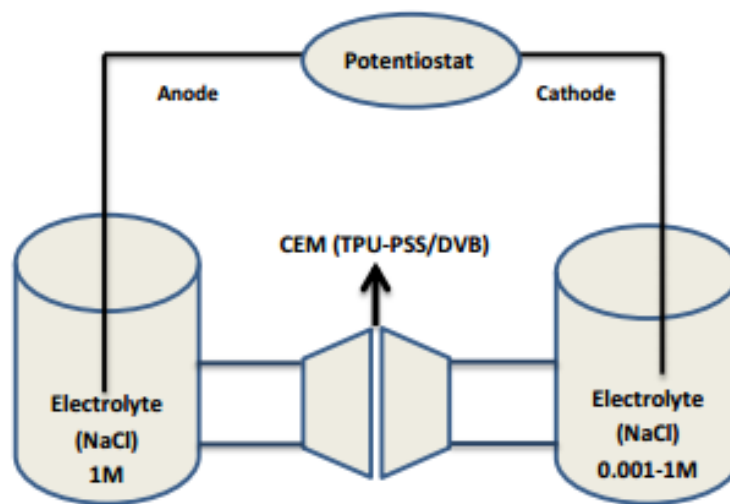 Potentiostat
Anode
Cathode
CEM (TPU-PSS/DVB)
Electrolyte
(NaCl)
1M
Electrolyte
(NaCl)
0.001-1M